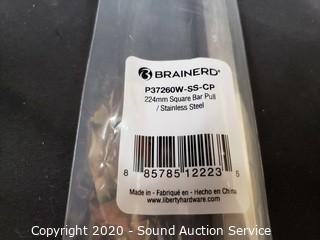 BRAINERD®
P37260W-SS-CP
224mm Square Bar Pull
/ Stainless Steel
8 85785 12223 5
Made in - Fabriqué en - Hecho en China
www.libertyhardware.com
Copyright 2020 - Sound Auction Service